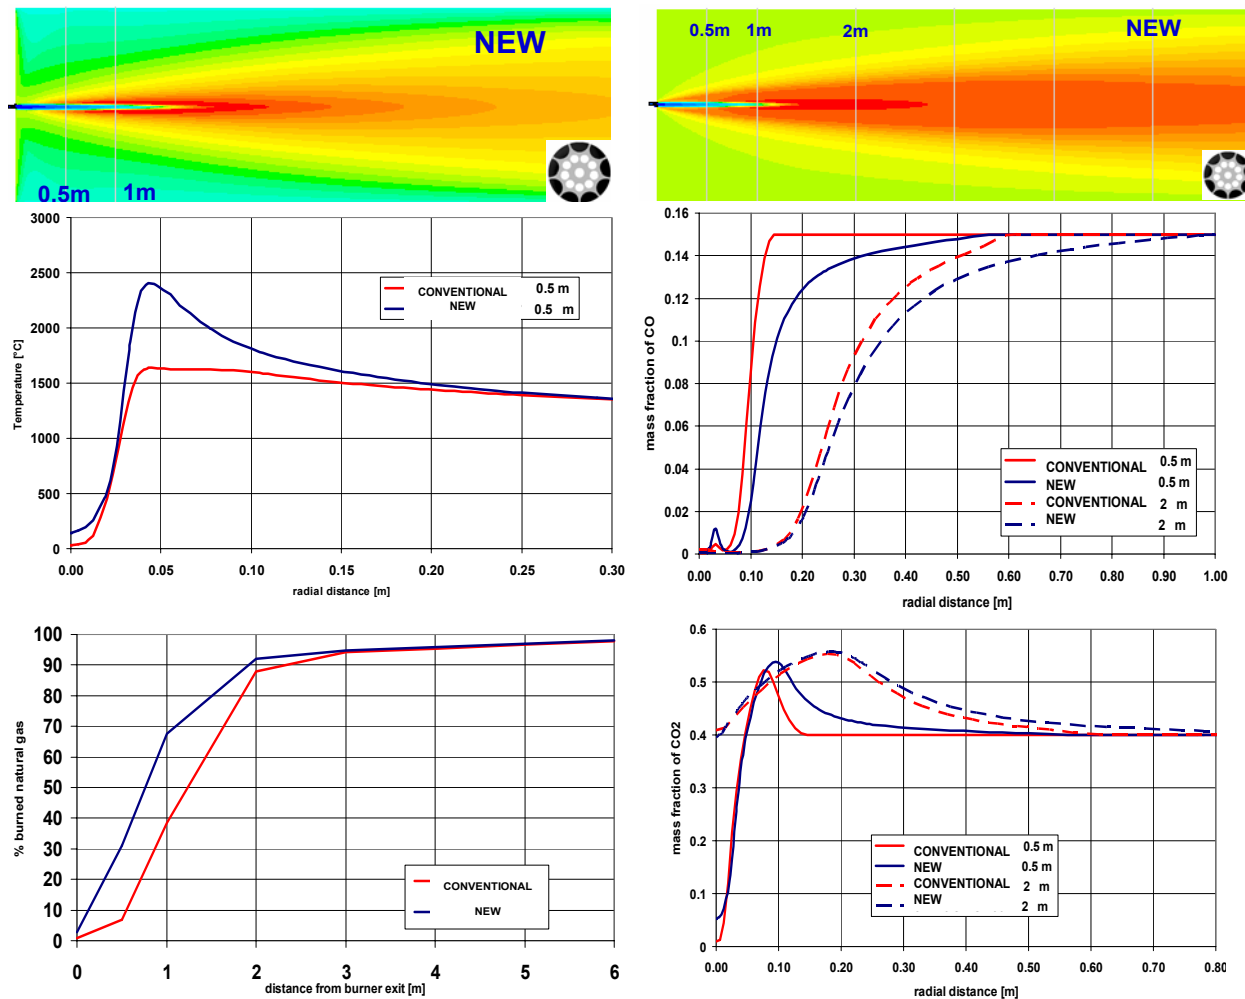 NEW
0.5m 1m
0.5m 1m 2m NEW
3000
2500
2000
1500
1000
500
0
Temperature [°C]
CONVENTIONAL 0.5 m
NEW 0.5 m
0.00 0.05 0.10 0.15 0.20 0.25 0.30
radial distance [m]
0.16
0.14
0.12
0.1
0.08
0.06
0.04
0.02
0
mass fraction of CO
CONVENTIONAL 0.5 m
NEW 0.5 m
CONVENTIONAL 2 m
NEW 2 m
0.00 0.10 0.20 0.30 0.40 0.50 0.60 0.70 0.80 0.90 1.00
radial distance [m]
100
90
80
70
60
50
40
30
20
10
0
% burned natural gas
CONVENTIONAL
NEW
0 1 2 3 4 5 6
distance from burner exit [m]
0.6
0.5
0.4
0.3
0.2
0.1
0
mass fraction of CO2
CONVENTIONAL 0.5 m
NEW 0.5 m
CONVENTIONAL 2 m
NEW 2 m
0.00 0.10 0.20 0.30 0.40 0.50 0.60 0.70 0.80
radial distance [m]